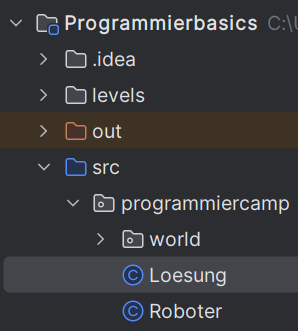 Programmierbasics C:\
.idea
levels
out
src
programmiercamp
world
Loesung
Roboter